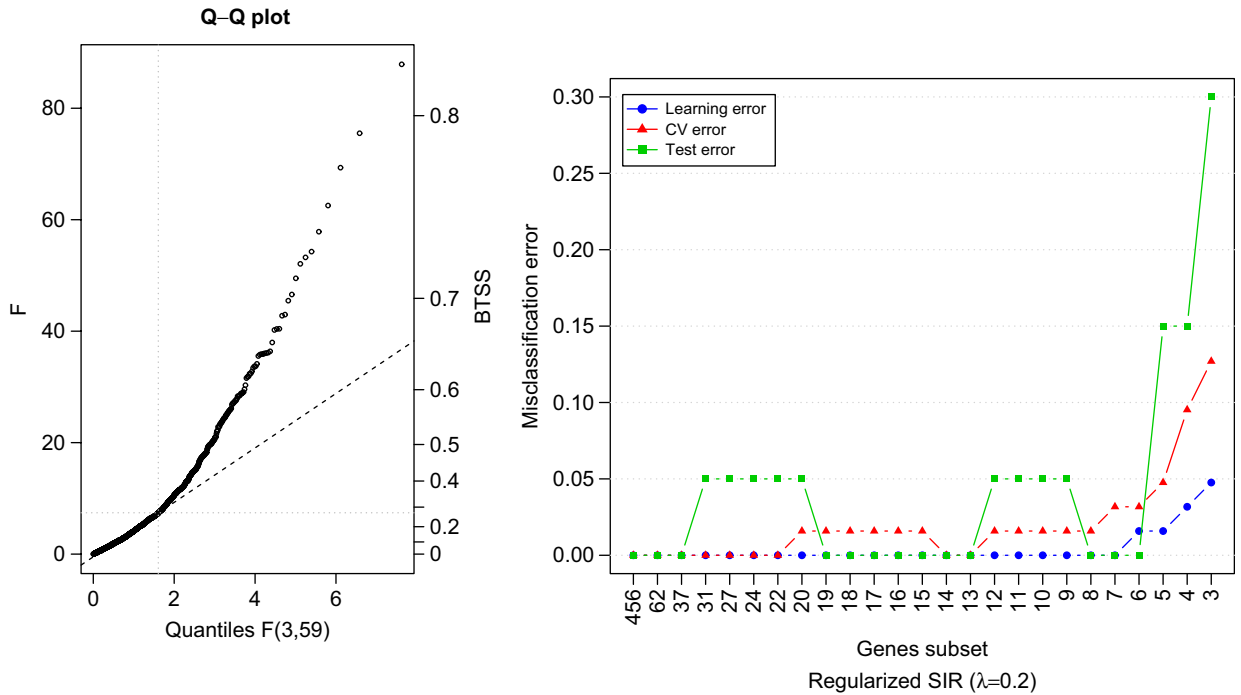 Q–Q plot
F
80
60
40
20
0
0 2 4 6
Quantiles F(3,59)
BTSS
0.8
0.7
0.6
0.5
0.4
0.2
0
Misclassification error
0.30
0.25
0.20
0.15
0.10
0.05
0.00
Learning error
CV error
Test error
456 62 37 31 27 24 22 20 19 18 17 16 15 14 13 12 11 10 9 8 7 6 5 4 3
Genes subset
Regularized SIR (λ=0.2)